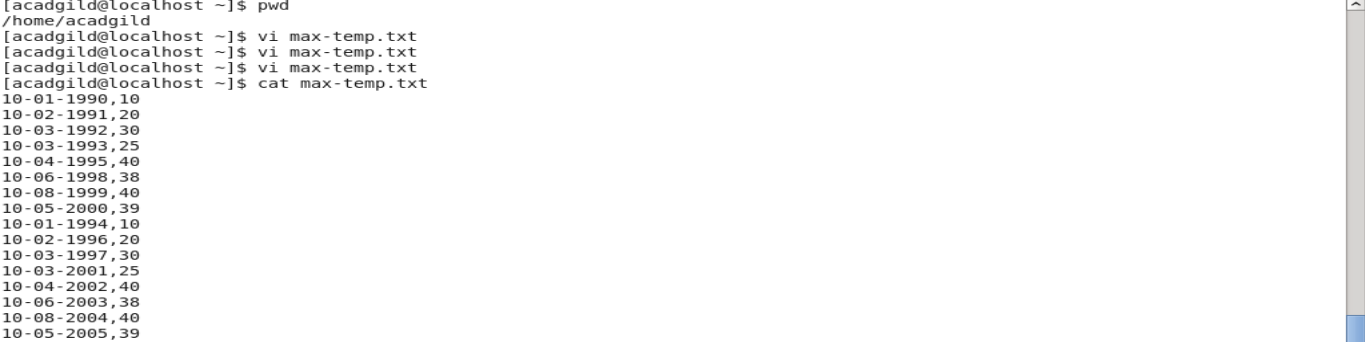 [acadgild@localhost ~]$ pwd
/home/acadgild
[acadgild@localhost ~]$ vi max-temp.txt
[acadgild@localhost ~]$ vi max-temp.txt
[acadgild@localhost ~]$ vi max-temp.txt
[acadgild@localhost ~]$ cat max-temp.txt
10-01-1990,10
10-02-1991,20
10-03-1992,30
10-03-1993,25
10-04-1995,40
10-06-1998,38
10-08-1999,40
10-05-2000,39
10-01-1994,10
10-02-1996,20
10-03-1997,30
10-03-2001,25
10-04-2002,40
10-06-2003,38
10-08-2004,40
10-05-2005,39